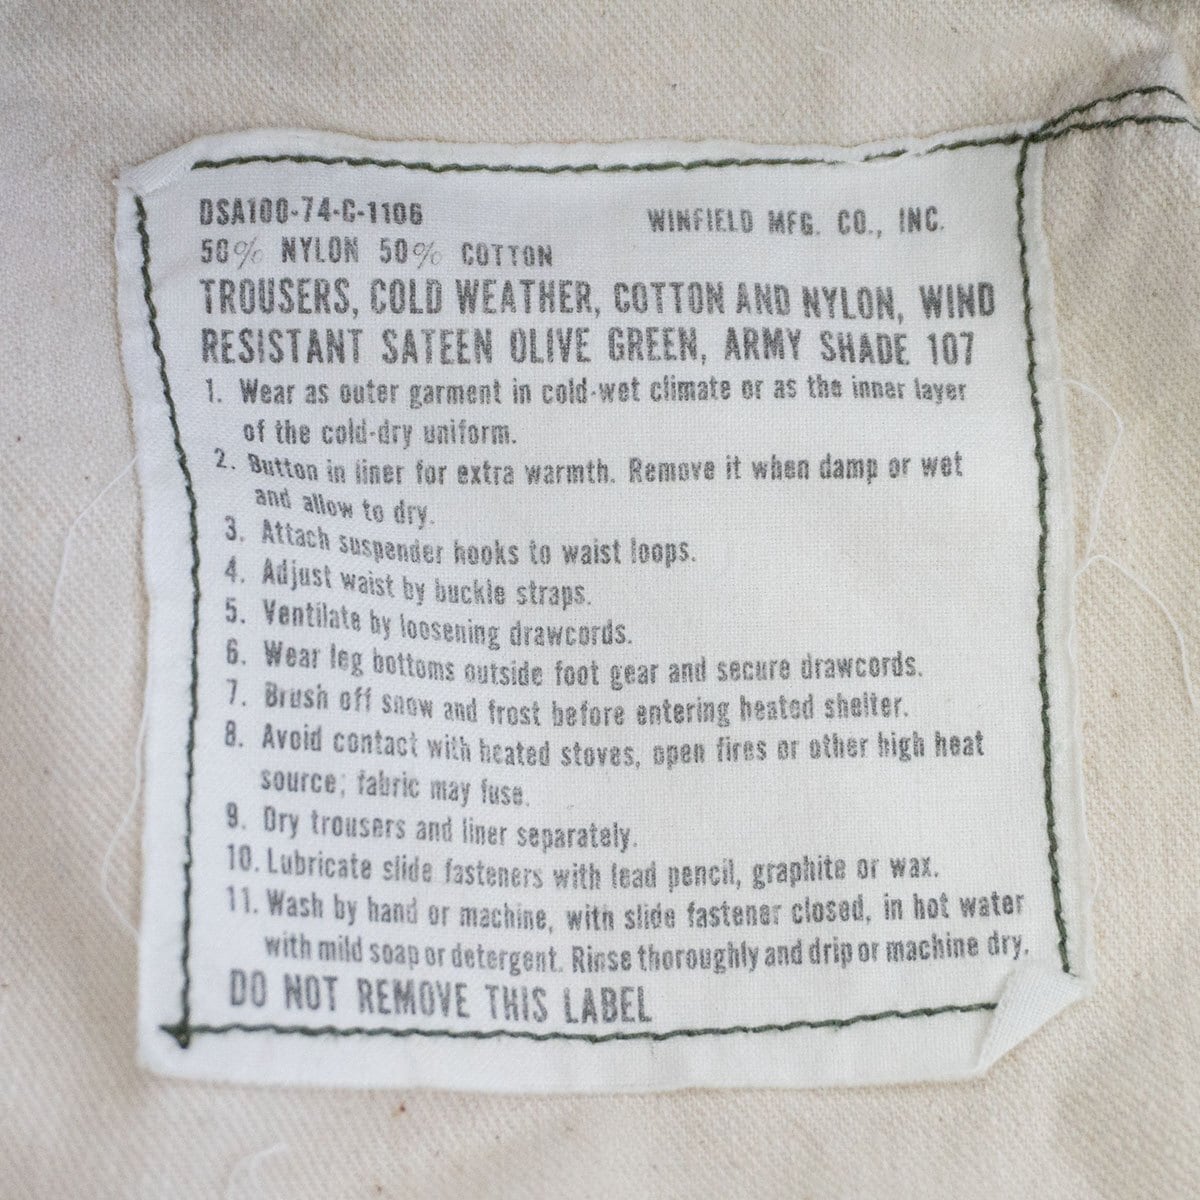 DSA100-74-C-1106 WINFIELD MFG. CO., INC.
50% NYLON 50% COTTON
TROUSERS, COLD WEATHER, COTTON AND NYLON, WIND
RESISTANT SATEEN OLIVE GREEN, ARMY SHADE 107
1. Wear as outer garment in cold-wet climate or as the inner layer
of the cold-dry uniform.
2. Button in liner for extra warmth. Remove it when damp or wet
and allow to dry.
3. Attach suspender hooks to waist loops.
4. Adjust waist by buckle straps.
5. Ventilate by loosening drawcords.
6. Wear leg bottoms outside foot gear and secure drawcords.
7. Brush off snow and frost before entering heated shelter.
8. Avoid contact with heated stoves, open fires or other high heat
source; fabric may fuse.
9. Dry trousers and liner separately.
10. Lubricate slide fasteners with lead pencil, graphite or wax.
11. Wash by hand or machine, with slide fastener closed, in hot water
with mild soap or detergent. Rinse thoroughly and drip or machine dry.
DO NOT REMOVE THIS LABEL